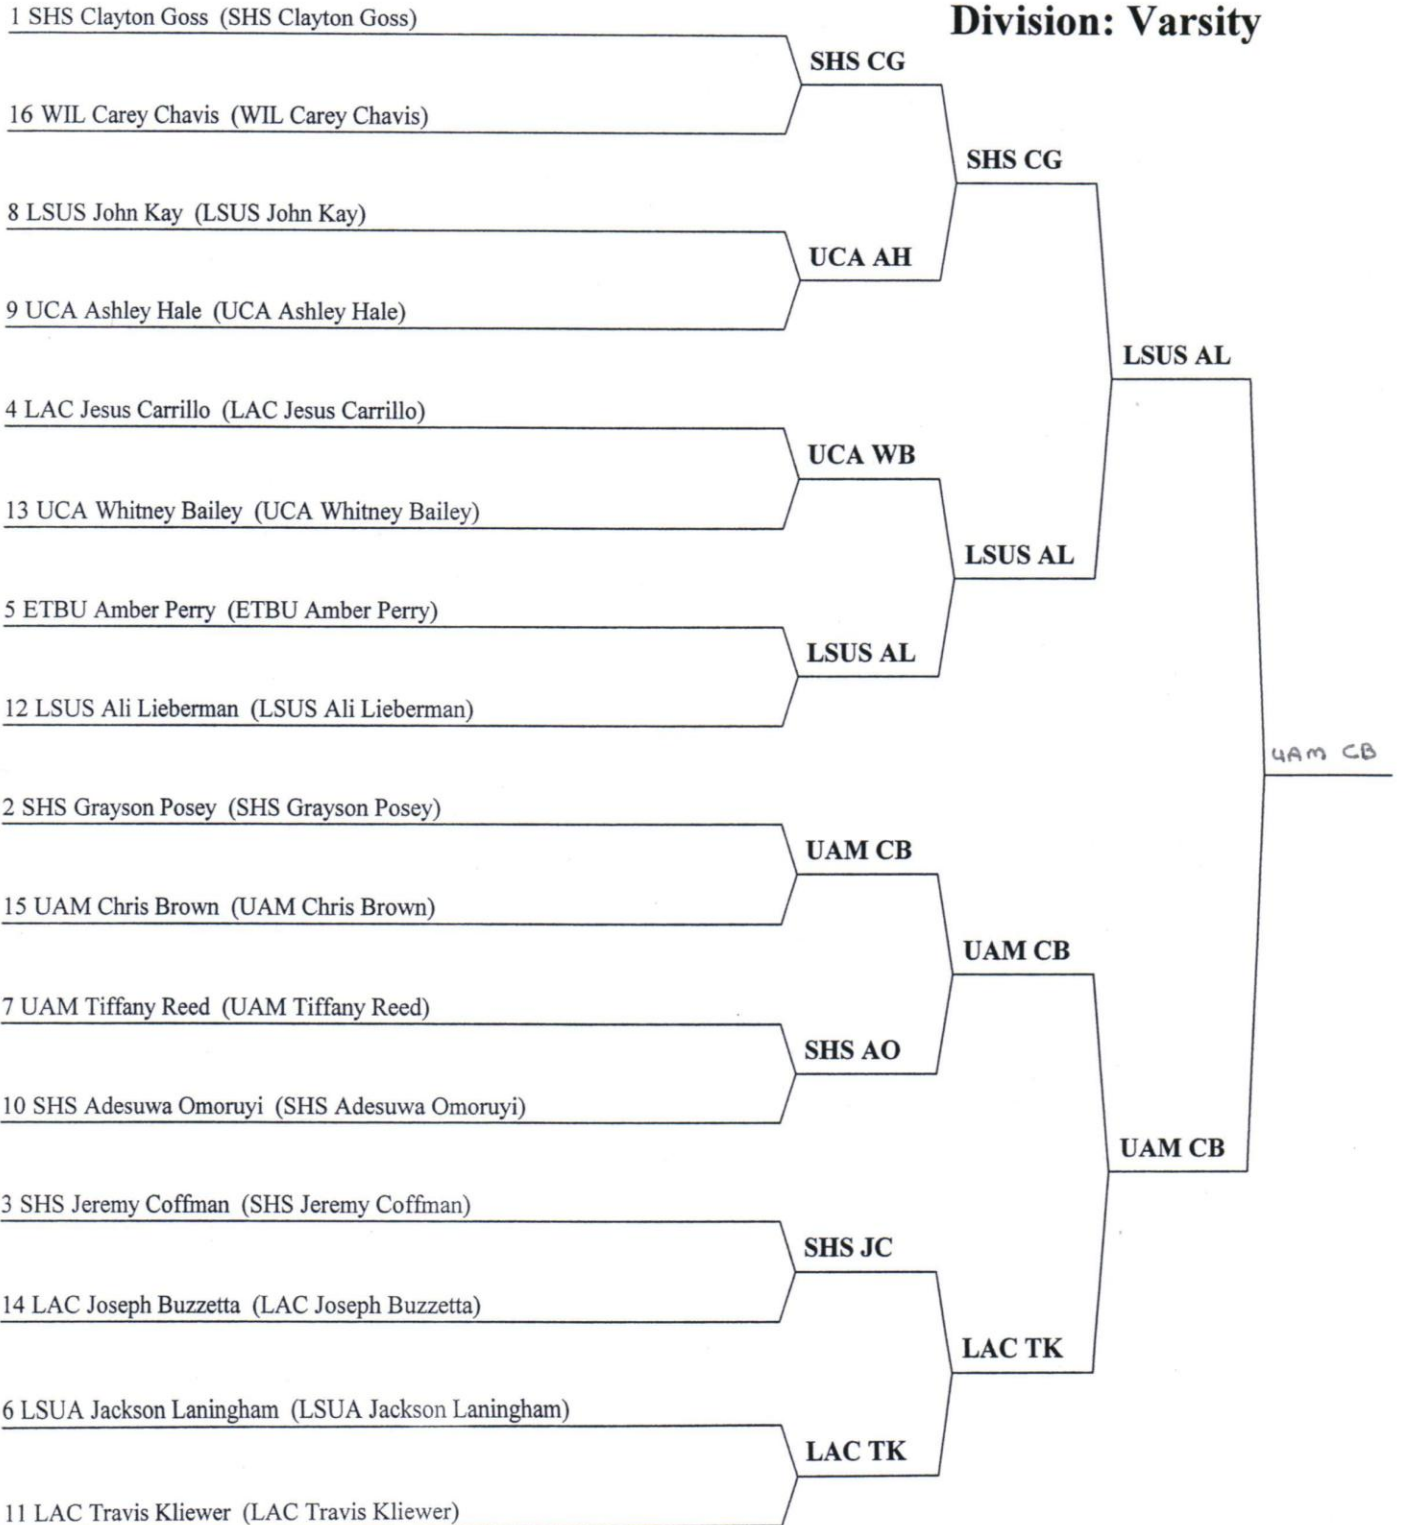 1 SHS Clayton Goss (SHS Clayton Goss)
Division: Varsity
SHS CG
16 WIL Carey Chavis (WIL Carey Chavis)
SHS CG
8 LSUS John Kay (LSUS John Kay)
UCA AH
9 UCA Ashley Hale (UCA Ashley Hale)
LSUS AL
4 LAC Jesus Carrillo (LAC Jesus Carrillo)
UCA WB
13 UCA Whitney Bailey (UCA Whitney Bailey)
LSUS AL
5 ETBU Amber Perry (ETBU Amber Perry)
LSUS AL
12 LSUS Ali Lieberman (LSUS Ali Lieberman)
UAM CB
2 SHS Grayson Posey (SHS Grayson Posey)
UAM CB
15 UAM Chris Brown (UAM Chris Brown)
UAM CB
7 UAM Tiffany Reed (UAM Tiffany Reed)
SHS AO
10 SHS Adesuwa Omoruyi (SHS Adesuwa Omoruyi)
UAM CB
3 SHS Jeremy Coffman (SHS Jeremy Coffman)
SHS JC
14 LAC Joseph Buzzetta (LAC Joseph Buzzetta)
LAC TK
6 LSUA Jackson Laningham (LSUA Jackson Laningham)
LAC TK
11 LAC Travis Kliewer (LAC Travis Kliewer)